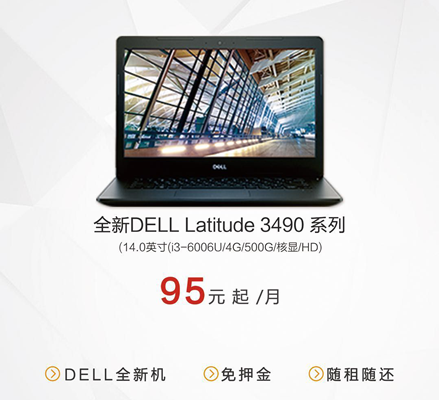 DELL
全新DELL Latitude 3490 系列
(14.0英寸(i3-6006U/4G/500G/核显/HD)
95元 起 /月
DELL全新机 免押金 随租随还